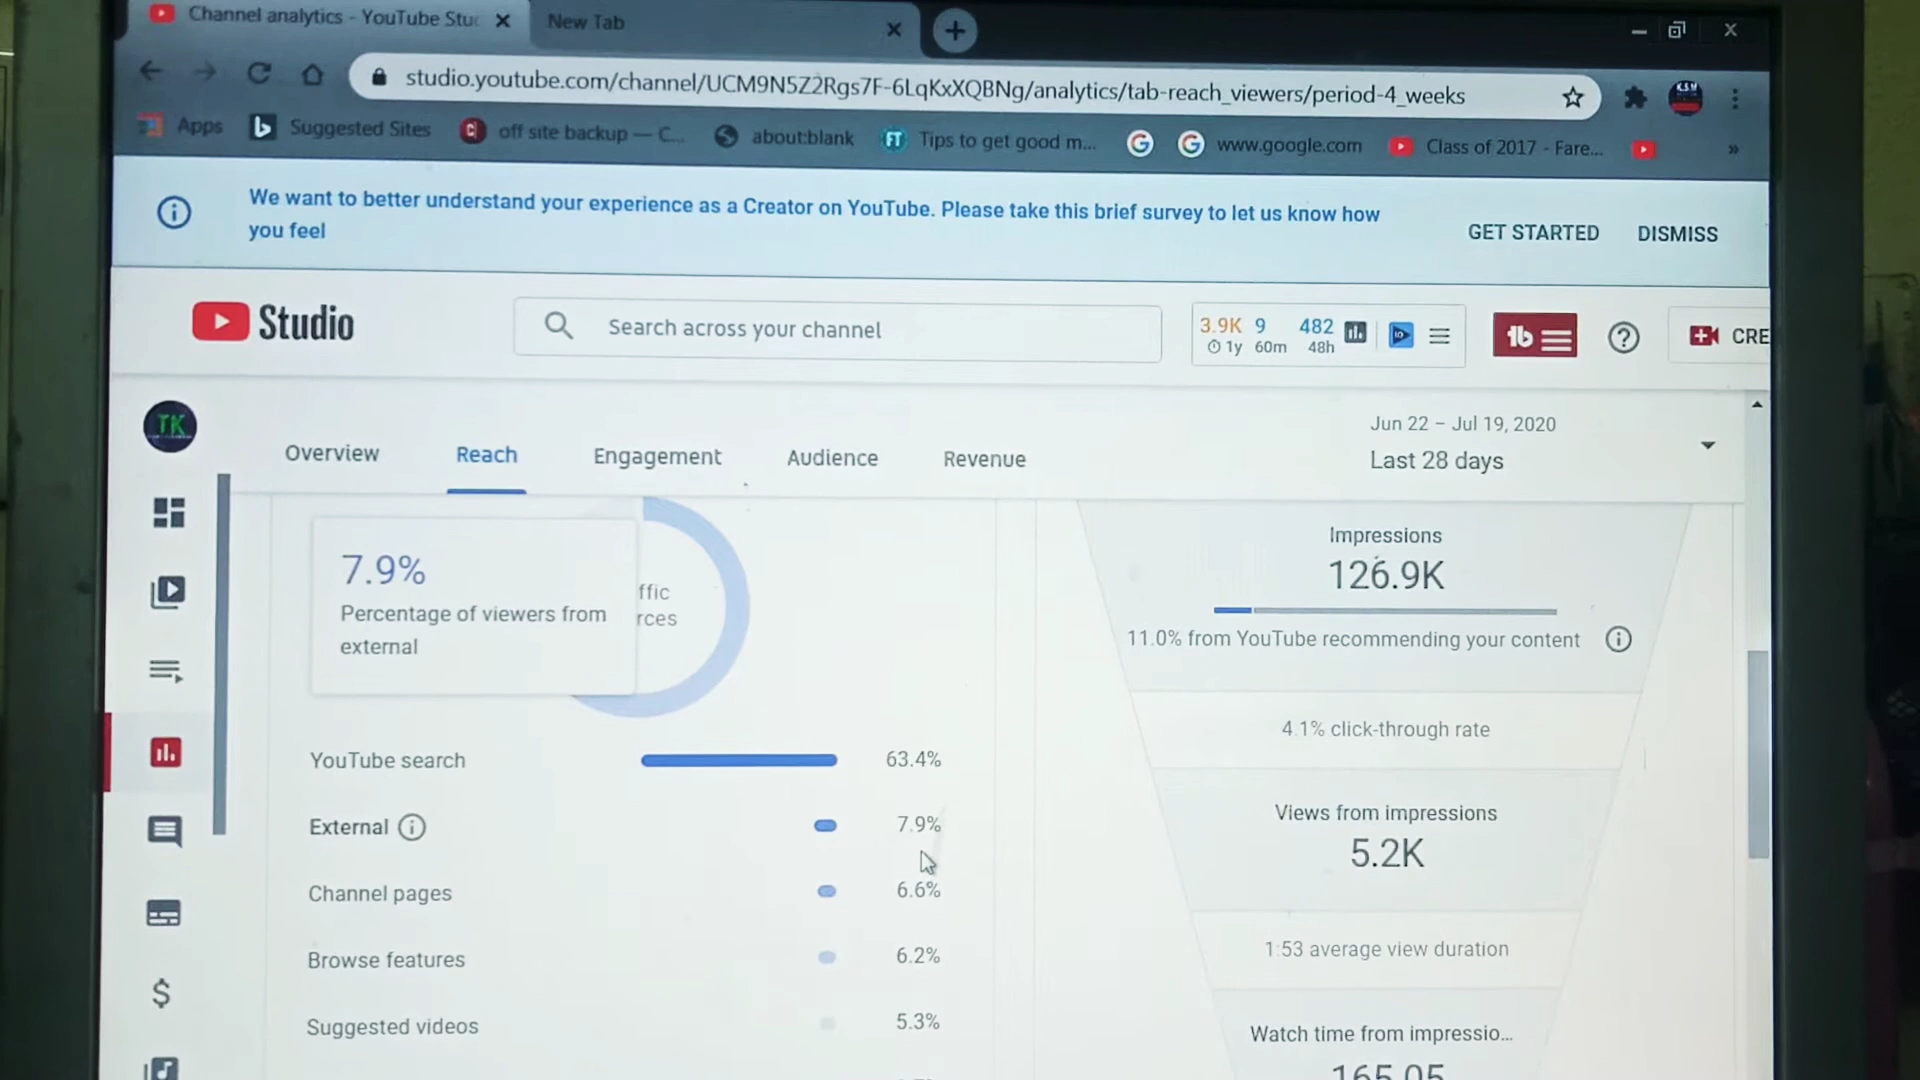 Channel analytics - YouTube Stu
New Tab
studio.youtube.com/channel/UCM9N5Z2Rgs7F-6LqKxXQBNg/analytics/tab-reach_viewers/period-4_weeks
KSM
Apps
Suggested Sites
off site backup — C...
about:blank
FT
Tips to get good m...
www.google.com
Class of 2017 - Fare...
»
We want to better understand your experience as a Creator on YouTube. Please take this brief survey to let us know how
you feel
GET STARTED
DISMISS
Studio
Search across your channel
3.9K 9 482
1y 60m 48h
tb
CRE
TK
Overview
Reach
Engagement
Audience
Revenue
Jun 22 – Jul 19, 2020
Last 28 days
7.9%
Percentage of viewers from
external
ffic
rces
YouTube search 63.4%
External 7.9%
Channel pages 6.6%
Browse features 6.2%
Suggested videos 5.3%
Impressions
126.9K
11.0% from YouTube recommending your content
4.1% click-through rate
Views from impressions
5.2K
1:53 average view duration
Watch time from impressio...
165.05